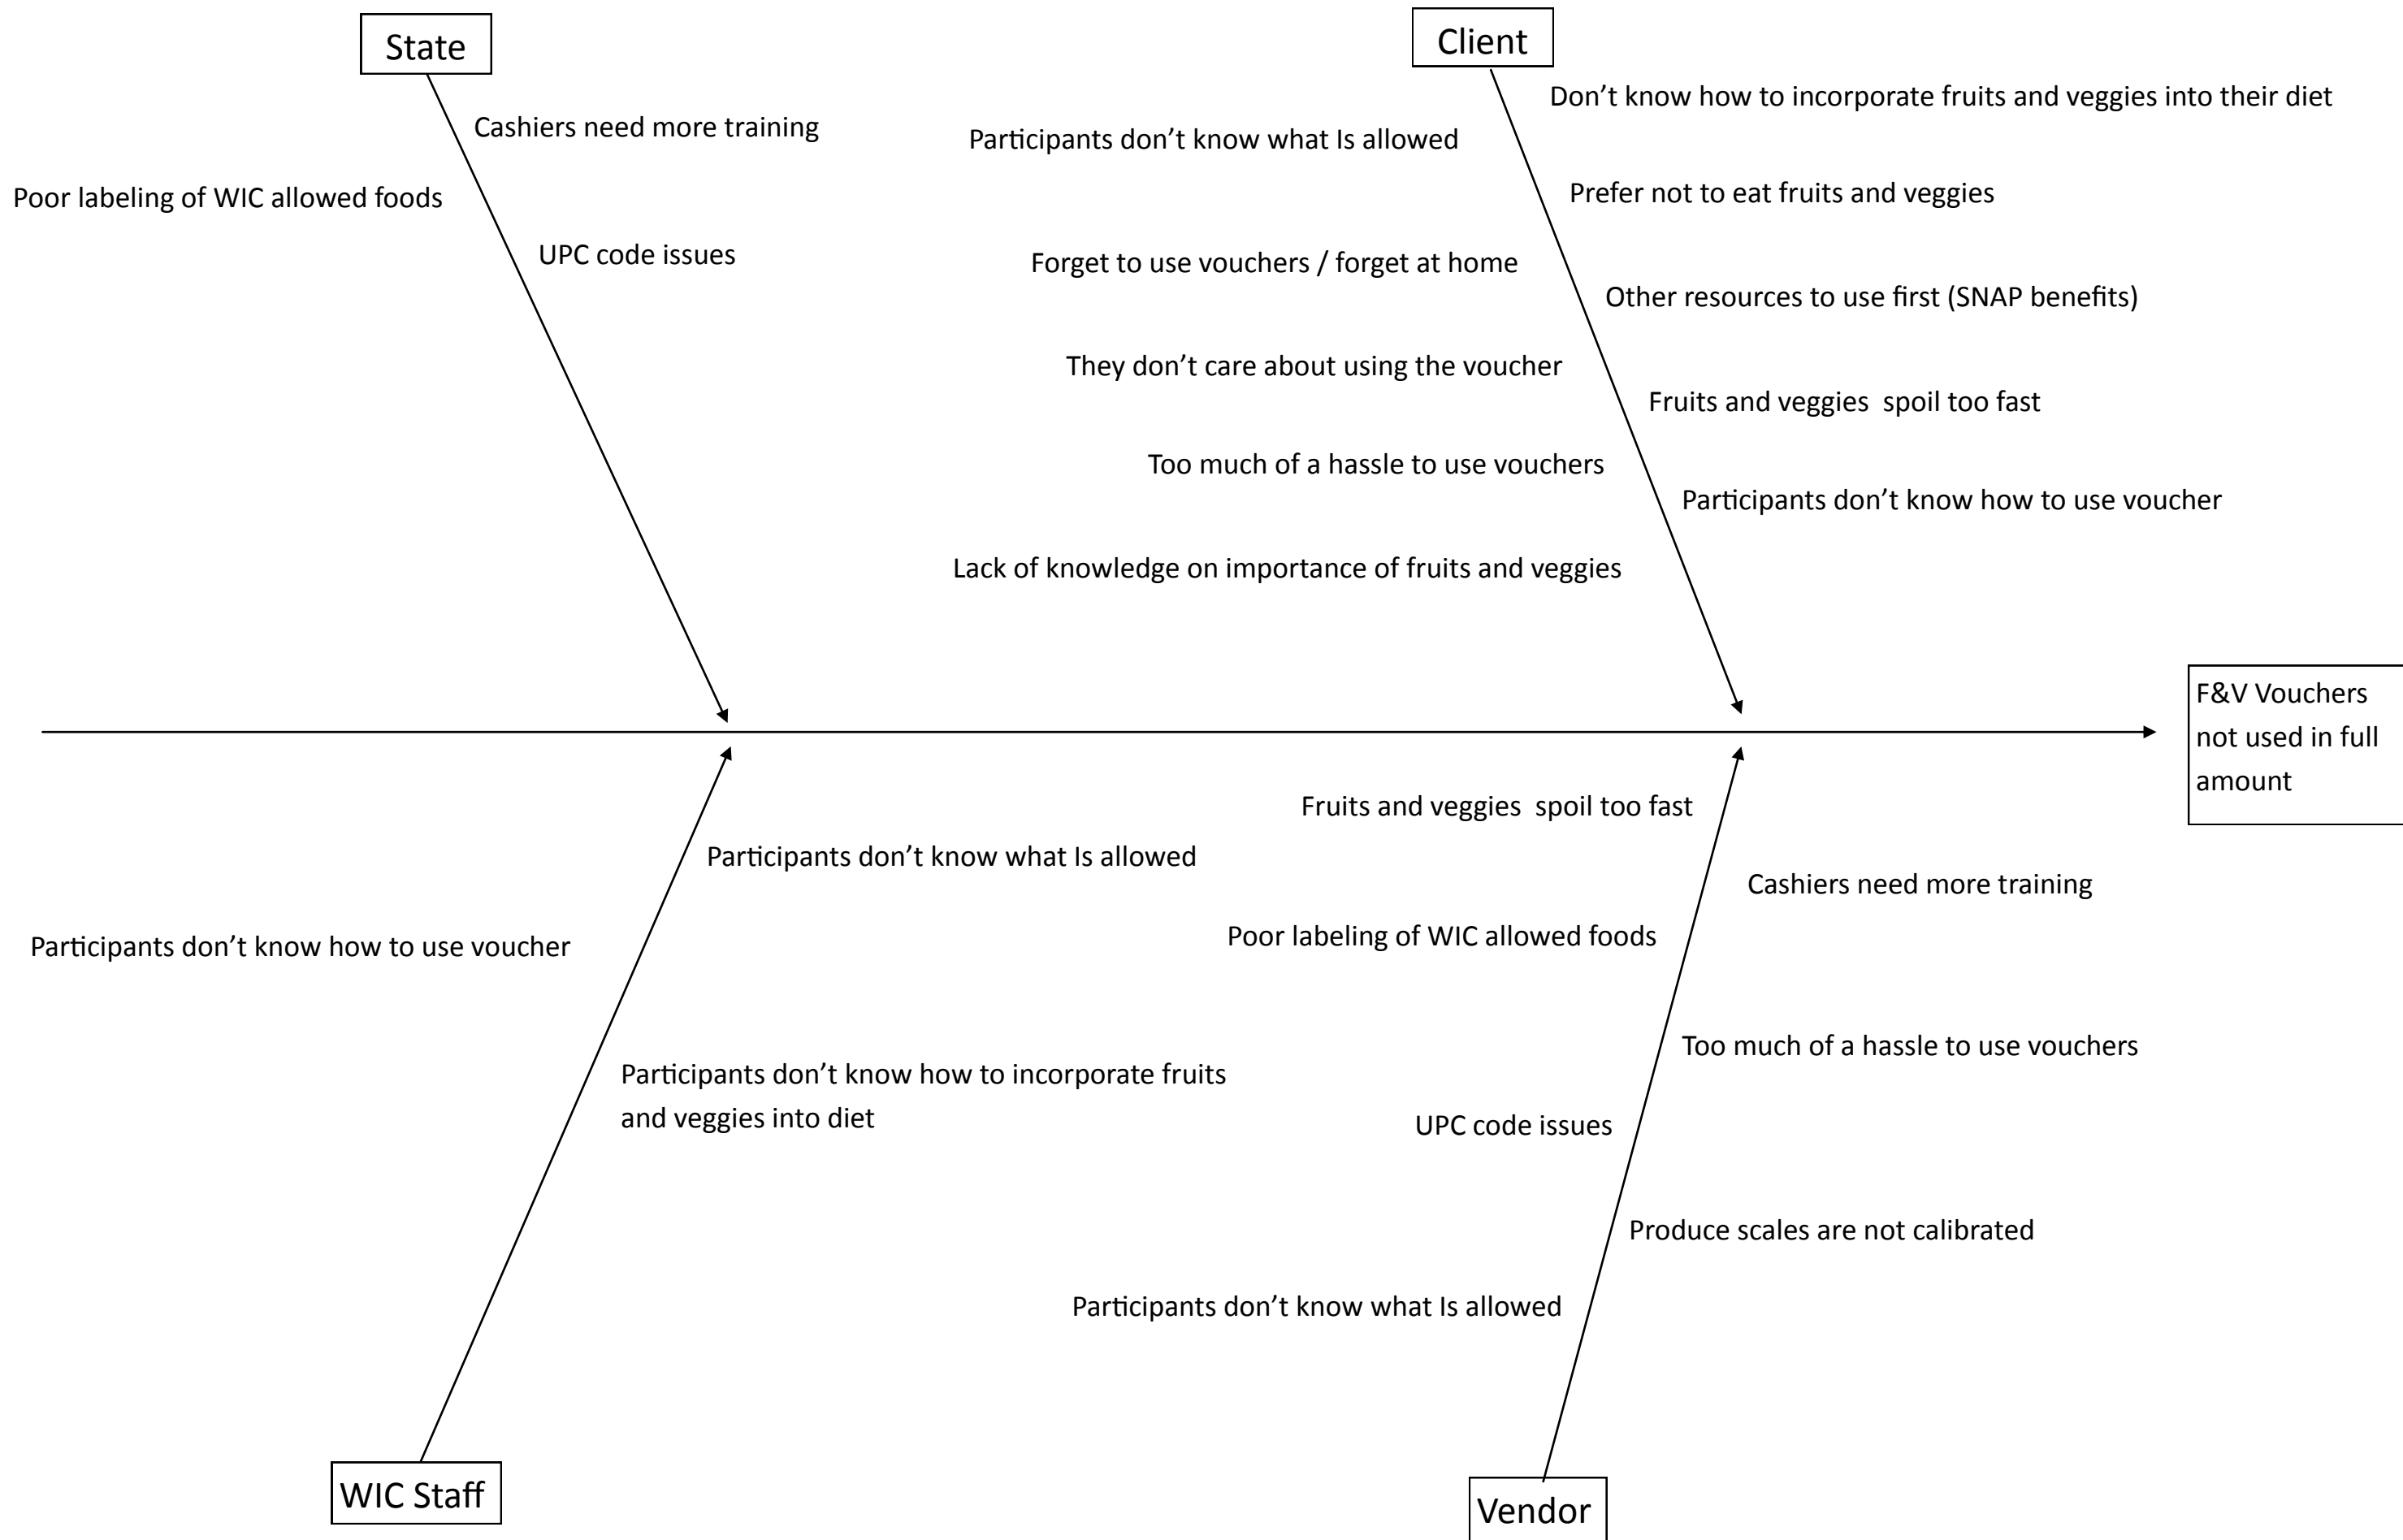 State
Client
Don’t know how to incorporate fruits and veggies into their diet
Cashiers need more training
Participants don’t know what Is allowed
Poor labeling of WIC allowed foods
Prefer not to eat fruits and veggies
UPC code issues
Forget to use vouchers / forget at home
Other resources to use first (SNAP benefits)
They don’t care about using the voucher
Fruits and veggies  spoil too fast
Too much of a hassle to use vouchers
Participants don’t know how to use voucher
Lack of knowledge on importance of fruits and veggies
F&V Vouchers
not used in full
amount
Fruits and veggies  spoil too fast
Participants don’t know what Is allowed
Cashiers need more training
Poor labeling of WIC allowed foods
Participants don’t know how to use voucher
Too much of a hassle to use vouchers
Participants don’t know how to incorporate fruits
and veggies into diet
UPC code issues
Produce scales are not calibrated
Participants don’t know what Is allowed
WIC Staff
Vendor